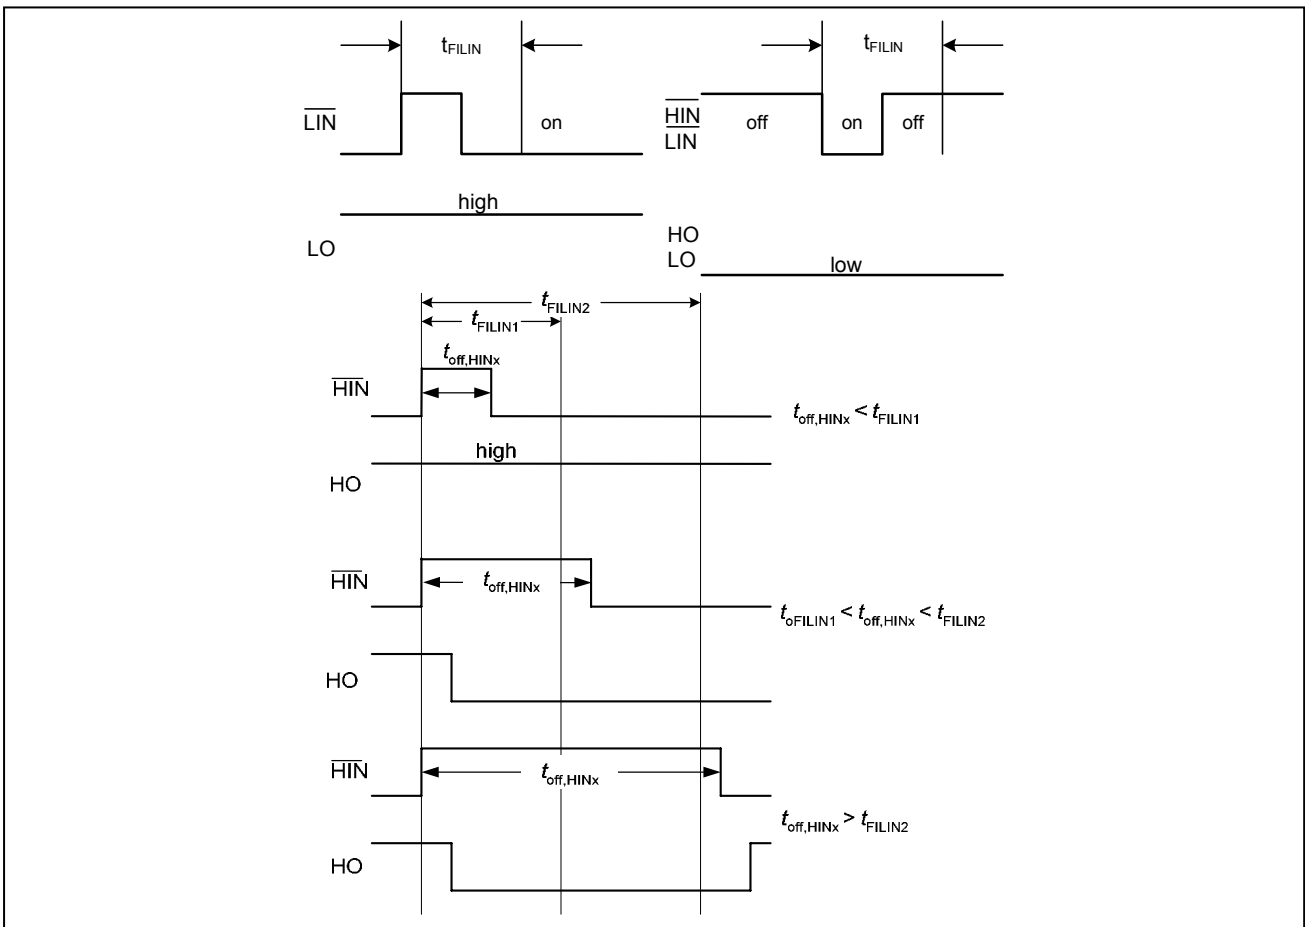 tFILIN
tFILIN
LIN
on
HIN
LIN
off
on
off
high
LO
HO
LO
low
tFILIN2
tFILIN1
toff,HINx
HIN
toff,HINx < tFILIN1
high
HO
HIN
toff,HINx
toFILIN1 < toff,HINx < tFILIN2
HO
HIN
toff,HINx
toff,HINx > tFILIN2
HO